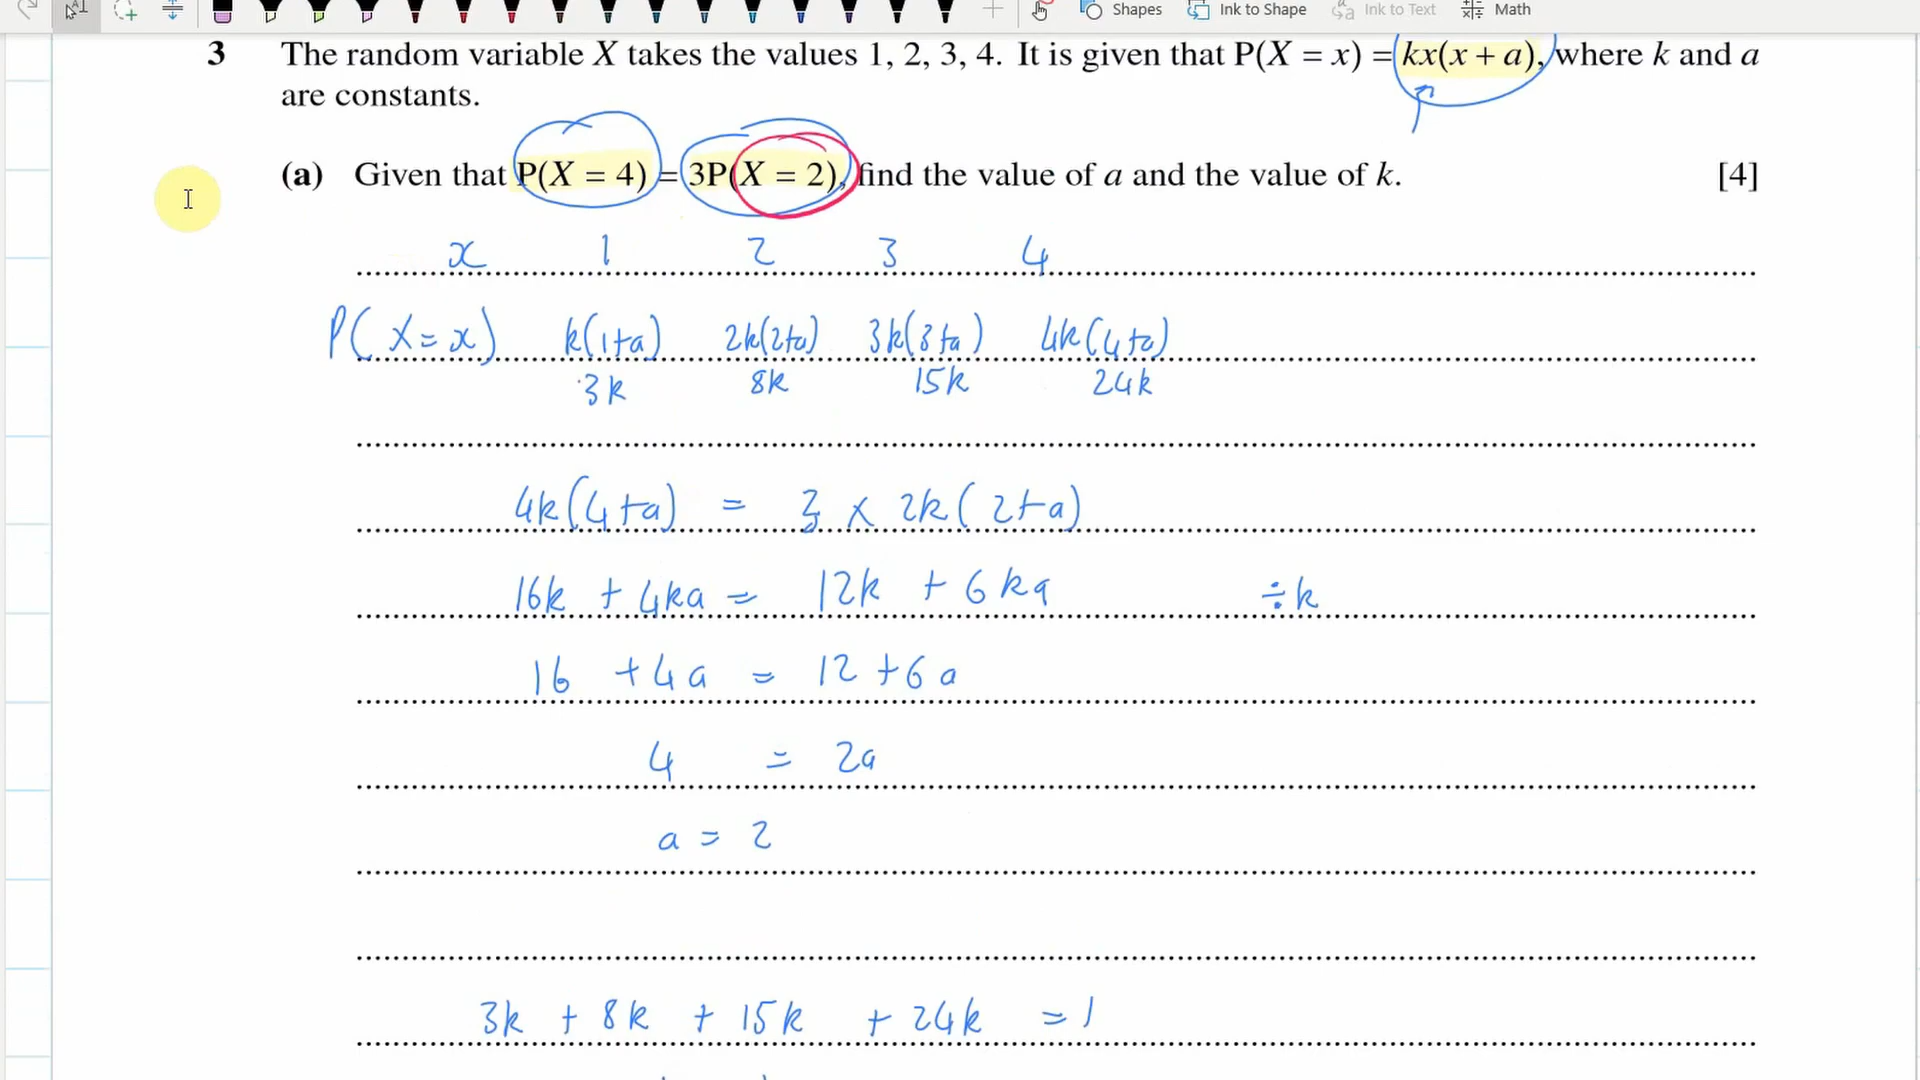 Shapes Ink to Shape Ink to Text Math
3 The random variable X takes the values 1, 2, 3, 4. It is given that P(X = x) = kx(x + a), where k and a
are constants.
(a) Given that P(X = 4) = 3P(X = 2), find the value of a and the value of k. [4]
x 1 2 3 4
P(X=x) k(1+a) 2k(2+a) 3k(3+a) 4k(4+a)
3k 8k 15k 24k
4k(4+a) = 3 × 2k(2+a)
16k + 4ka = 12k + 6ka ÷k
16 + 4a = 12 + 6a
4 = 2a
a = 2
3k + 8k + 15k + 24k = 1